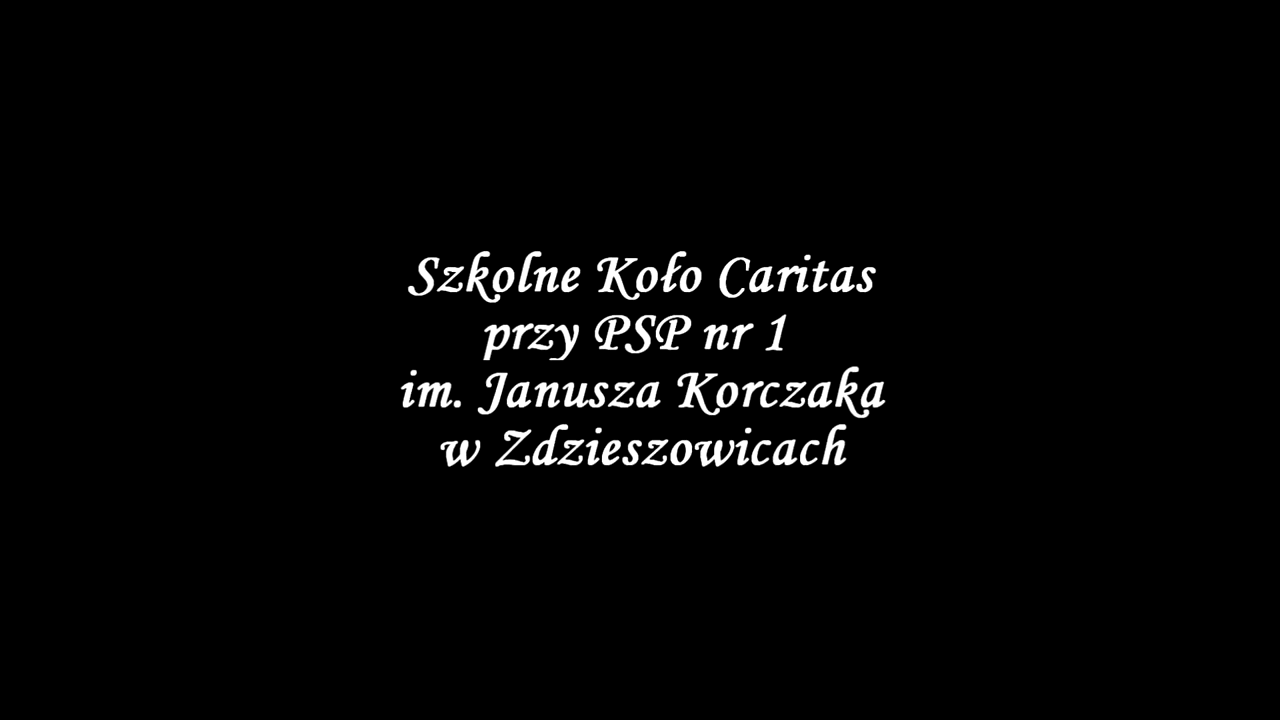 Szkolne Koło Caritas
przy PSP nr 1
im. Janusza Korczaka
w Zdzieszowicach